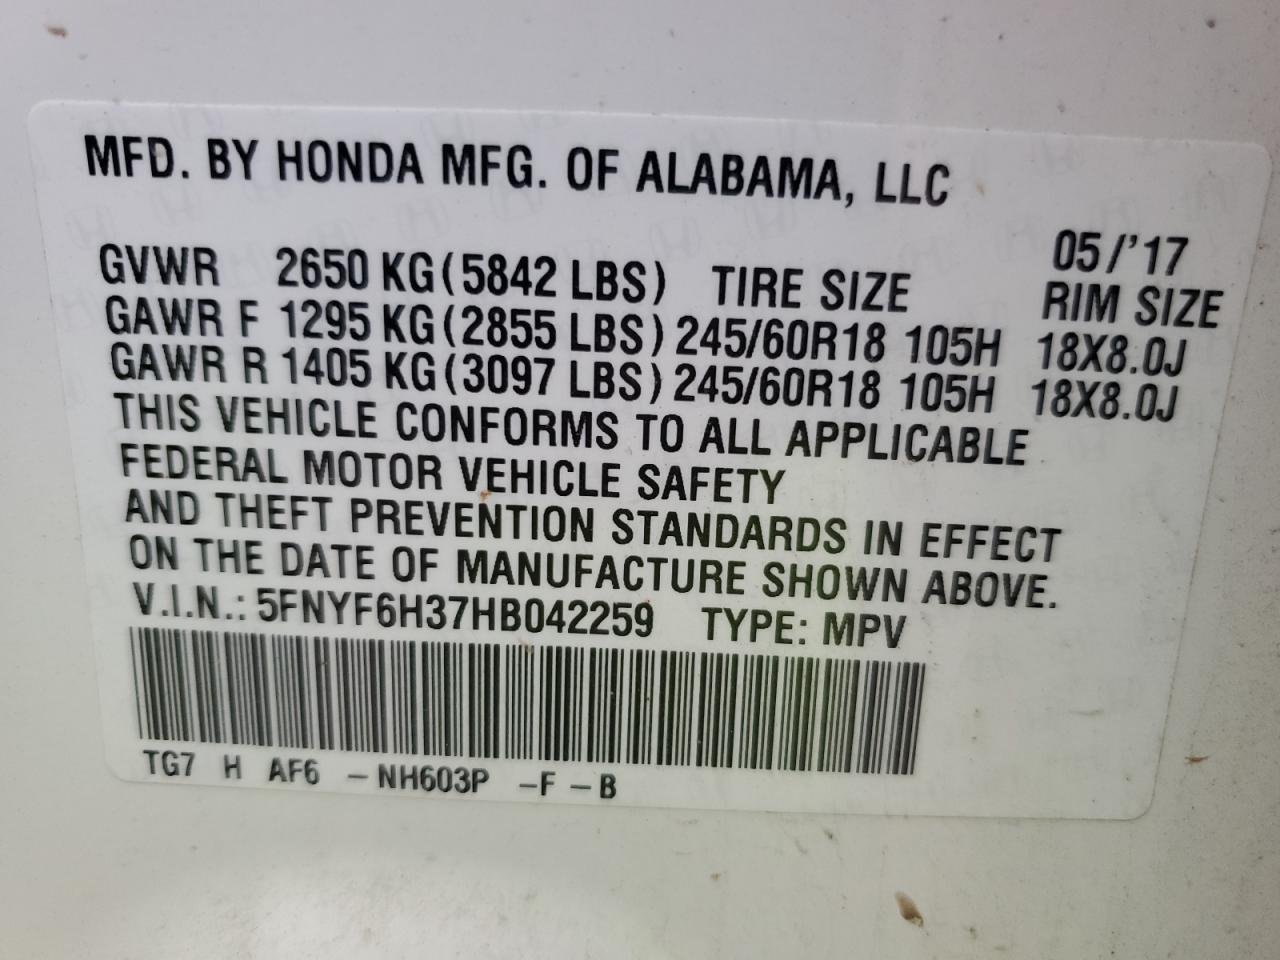 MFD. BY HONDA MFG. OF ALABAMA, LLC
05/'17
GVWR 2650 KG (5842 LBS) TIRE SIZE RIM SIZE
GAWR F 1295 KG (2855 LBS) 245/60R18 105H 18X8.0J
GAWR R 1405 KG (3097 LBS) 245/60R18 105H 18X8.0J
THIS VEHICLE CONFORMS TO ALL APPLICABLE
FEDERAL MOTOR VEHICLE SAFETY
AND THEFT PREVENTION STANDARDS IN EFFECT
ON THE DATE OF MANUFACTURE SHOWN ABOVE.
V.I.N.: 5FNYF6H37HB042259 TYPE: MPV
TG7 H AF6 - NH603P - F - B